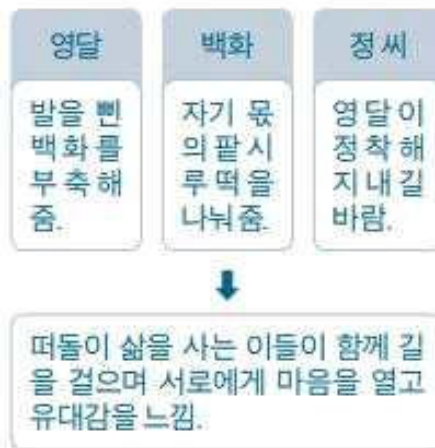 영달
발을 삔
백화를
부축해
줌.
백화
자기 몫
의 팥시
루떡을
나눠 줌.
정 씨
영달이
정착해
지내길
바람.
떠돌이 삶을 사는 이들이 함께 길
을 걸으며 서로에게 마음을 열고
유대감을 느낌.